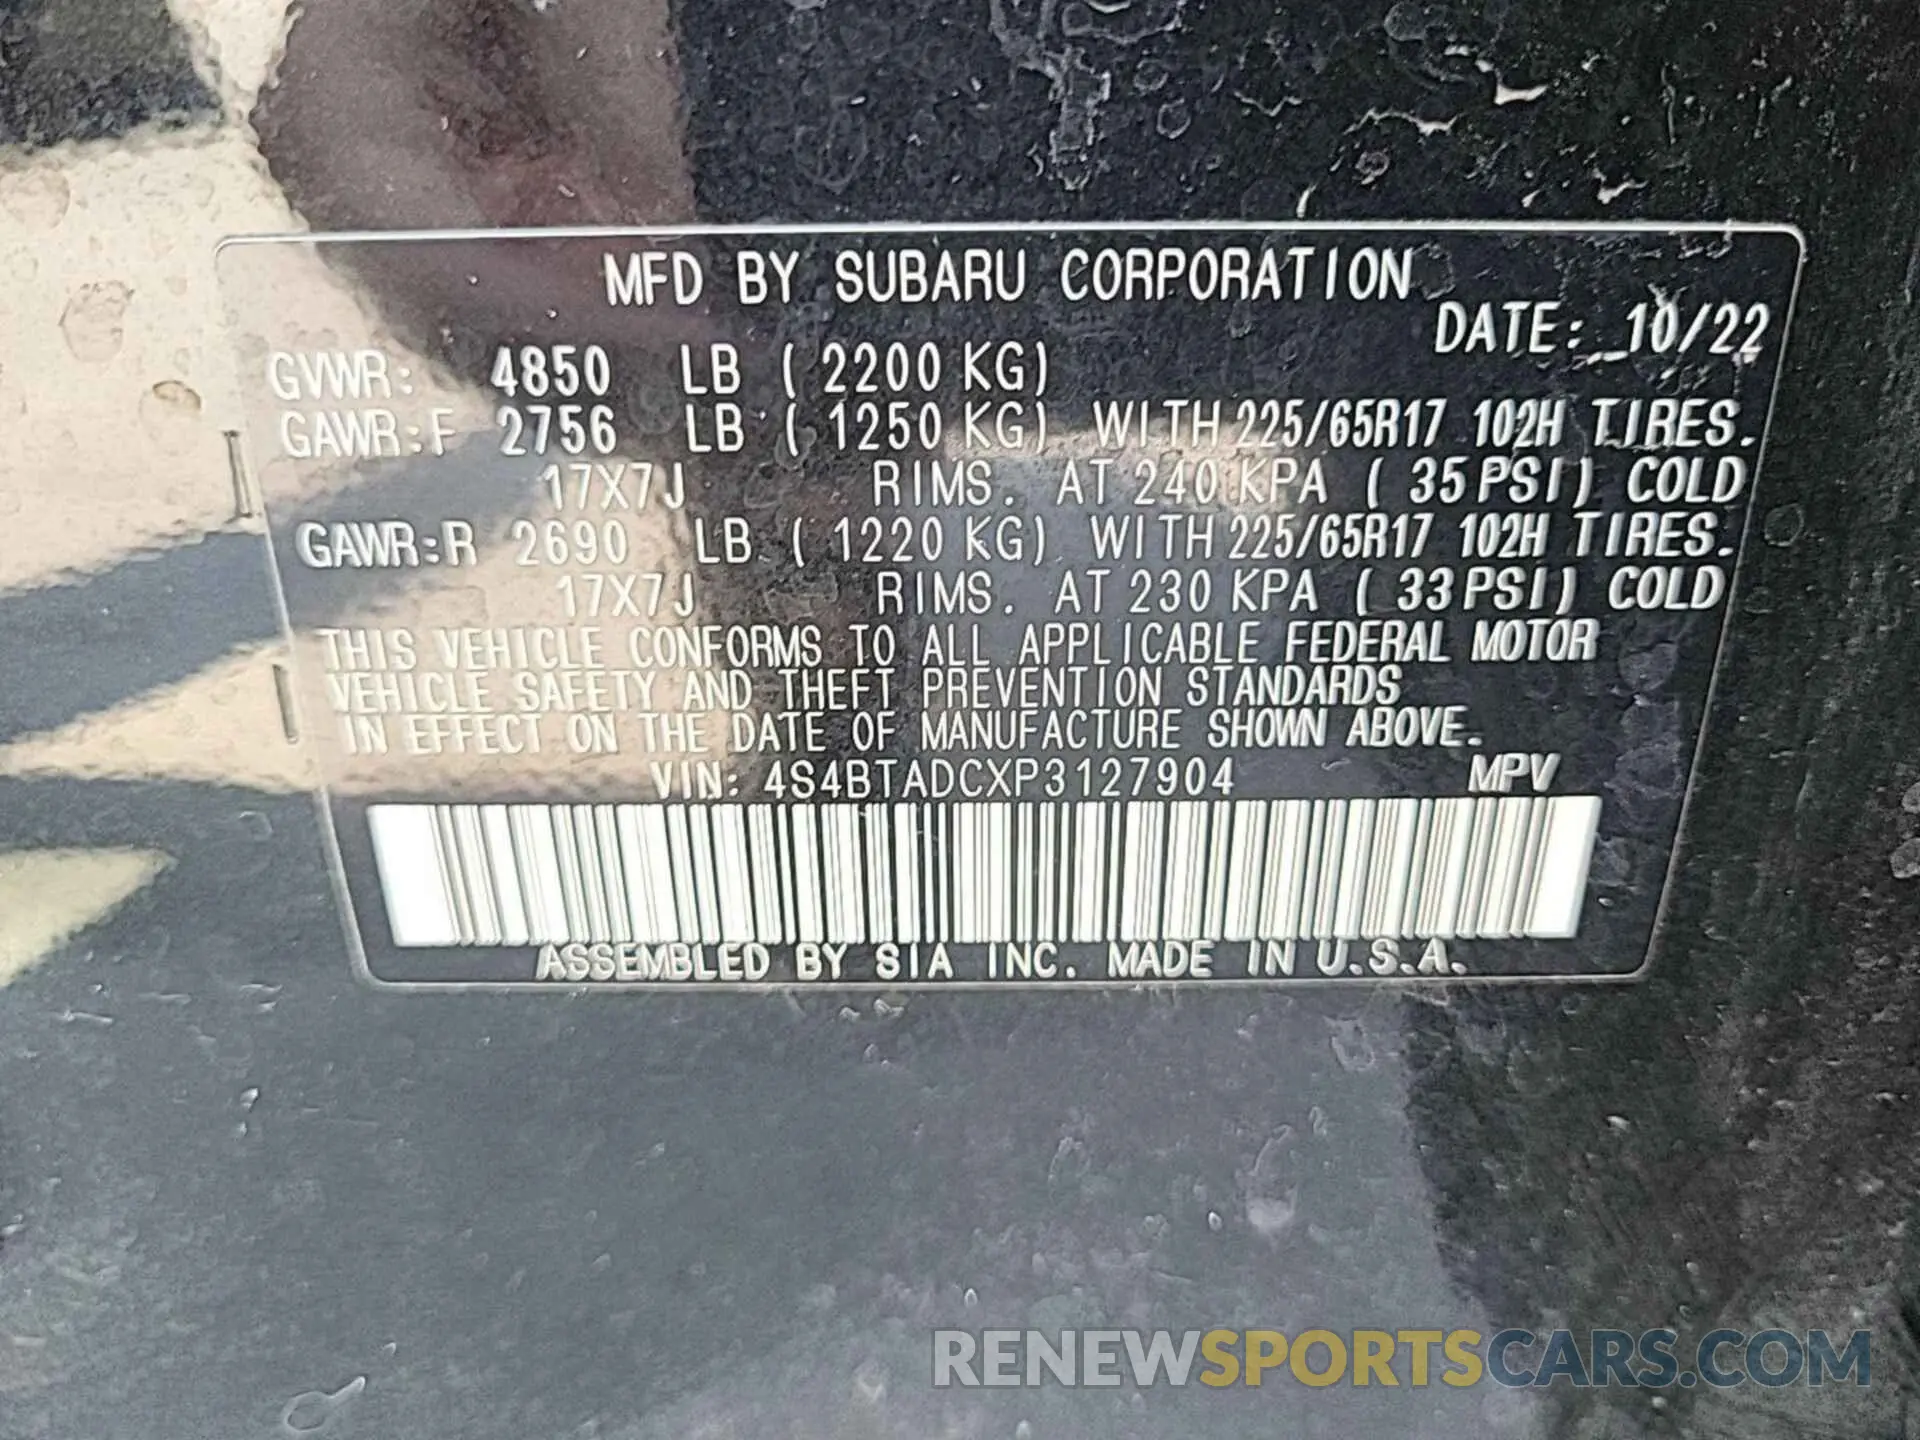 MFD BY SUBARU CORPORATION
DATE: 10/22
GVWR: 4850 LB ( 2200 KG)
GAWR:F 2756 LB ( 1250 KG) WITH 225/65R17 102H TIRES.
17X7J RIMS. AT 240 KPA ( 35 PSI) COLD
GAWR:R 2690 LB ( 1220 KG) WITH 225/65R17 102H TIRES.
17X7J RIMS. AT 230 KPA ( 33 PSI) COLD
THIS VEHICLE CONFORMS TO ALL APPLICABLE FEDERAL MOTOR
VEHICLE SAFETY AND THEFT PREVENTION STANDARDS
IN EFFECT ON THE DATE OF MANUFACTURE SHOWN ABOVE.
VIN: 4S4BTADCXP3127904 MPV
ASSEMBLED BY SIA INC. MADE IN U.S.A.
RENEWSPORTSCARS.COM